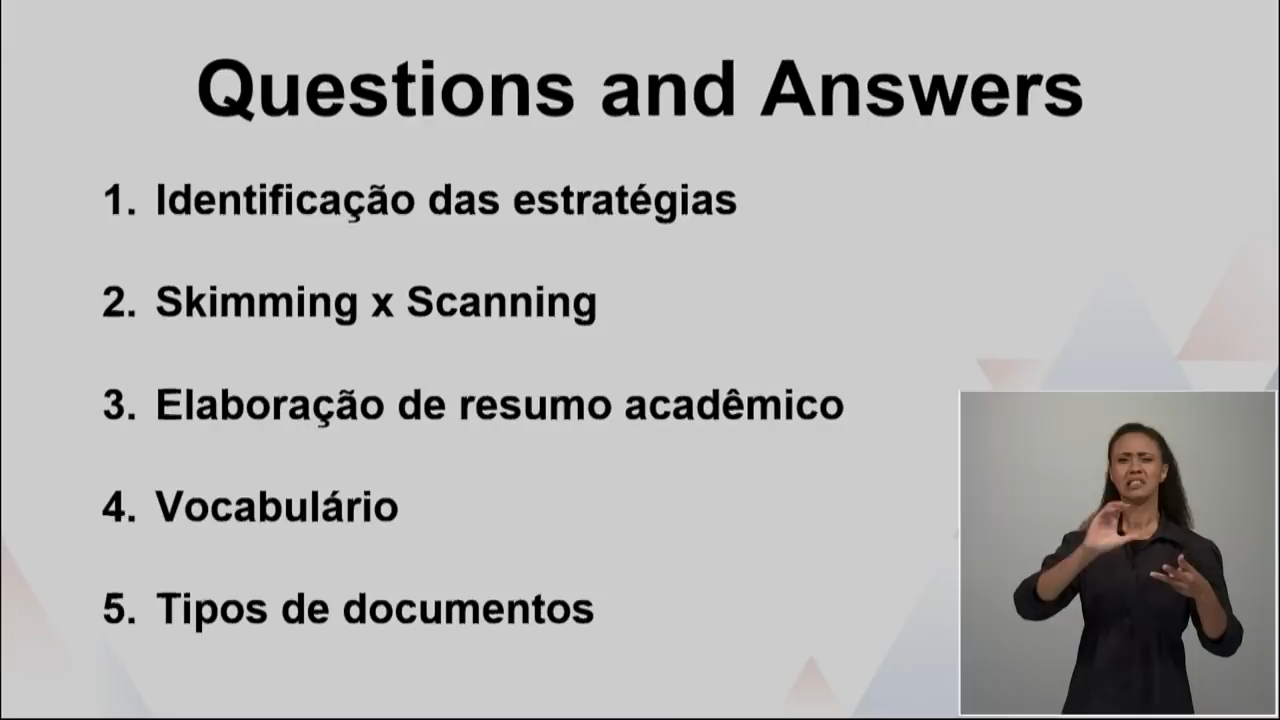 Questions and Answers
1. Identificação das estratégias
2. Skimming x Scanning
3. Elaboração de resumo acadêmico
4. Vocabulário
5. Tipos de documentos